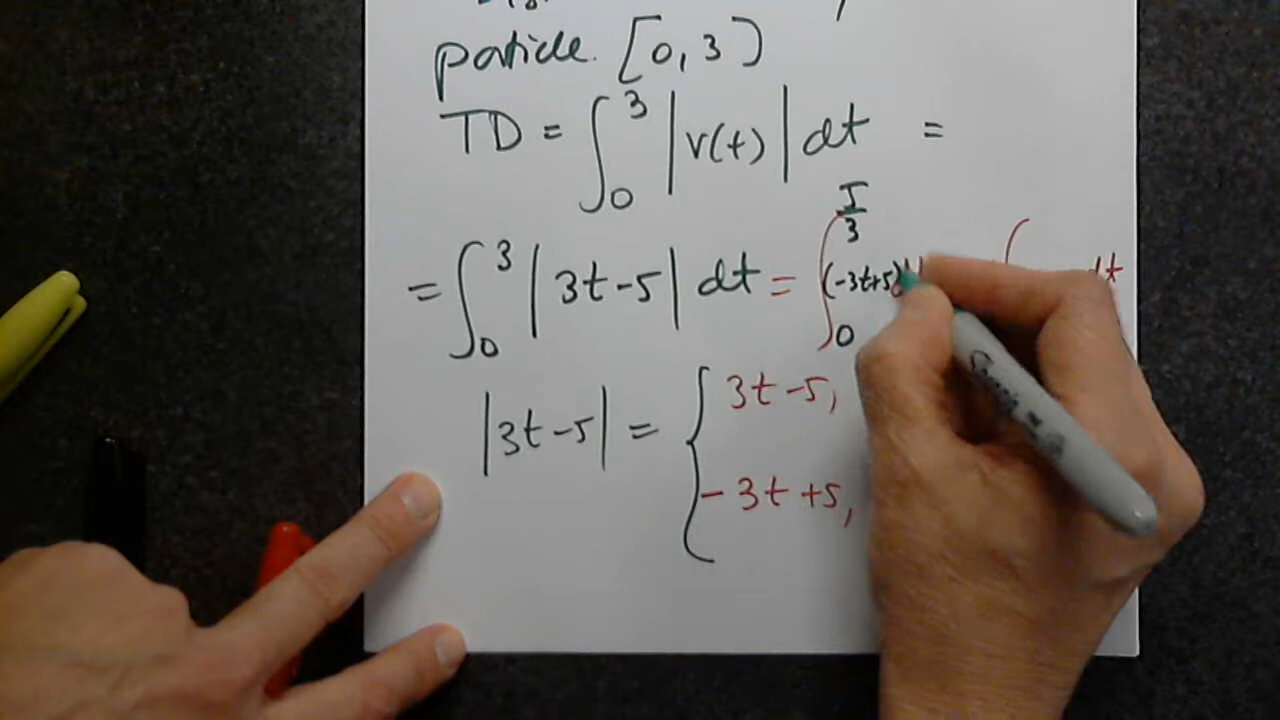 particle. [0,3)
TD = ∫₀³ |v(t)| dt =
= ∫₀³ |3t-5| dt = ∫₀^{5/3} (-3t+5) ∫ dt
|3t-5| = { 3t-5,
-3t+5,